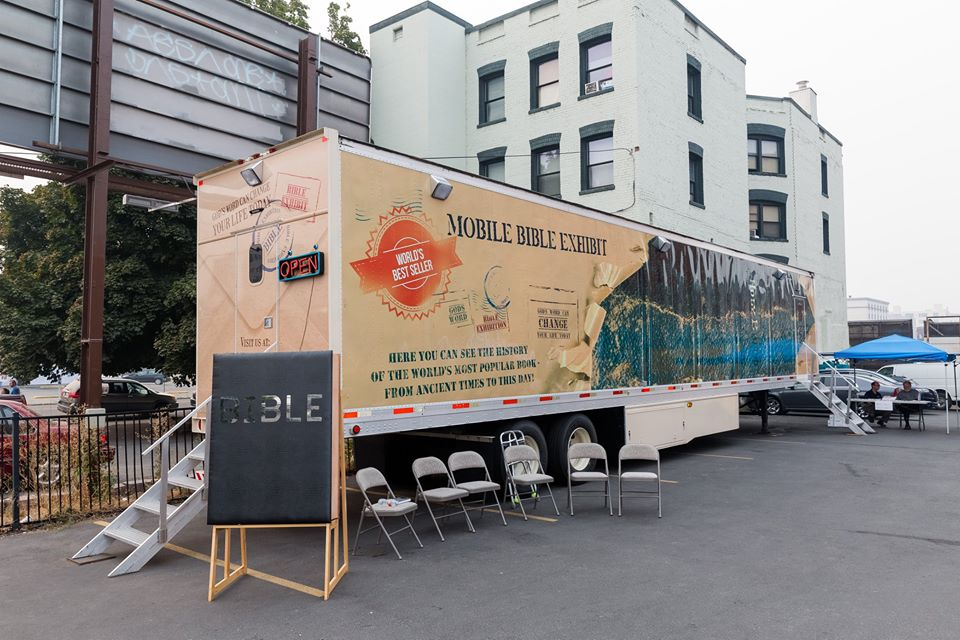 GOD'S WORD CAN CHANGE
YOUR LIFE TODAY
BIBLE
EXHIBIT
BIBLE
OPEN
VISIT US AT:
BIBLE
MOBILE BIBLE EXHIBIT
WORLD'S
BEST SELLER
GOD'S
WORD
BIBLE
EXHIBITION
GOD'S WORD CAN
CHANGE
YOUR LIFE TODAY
HERE YOU CAN SEE THE HISTORY
OF THE WORLD'S MOST POPULAR BOOK -
FROM ANCIENT TIMES TO THIS DAY!